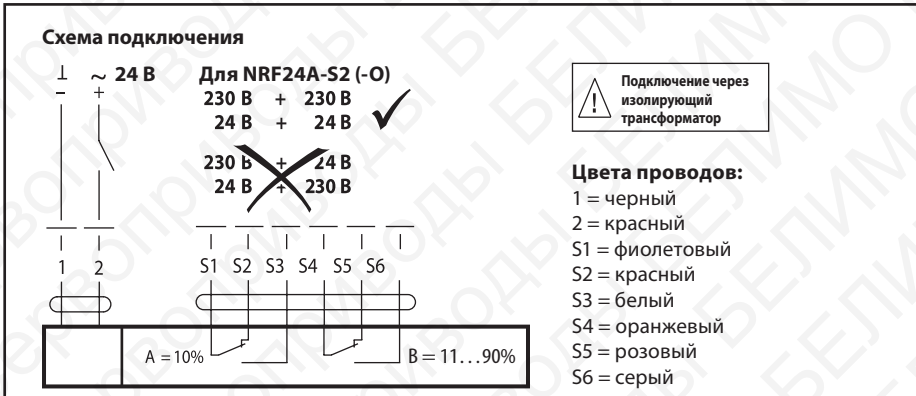 Схема подключения
⊥ ~ 24 В
- +
Для NRF24A-S2 (-O)
230 В + 230 В
24 В + 24 В
230 В + 24 В
24 В + 230 В
1 2
S1 S2 S3 S4 S5 S6
A = 10%
B = 11…90%
!
Подключение через
изолирующий
трансформатор
Цвета проводов:
1 = черный
2 = красный
S1 = фиолетовый
S2 = красный
S3 = белый
S4 = оранжевый
S5 = розовый
S6 = серый